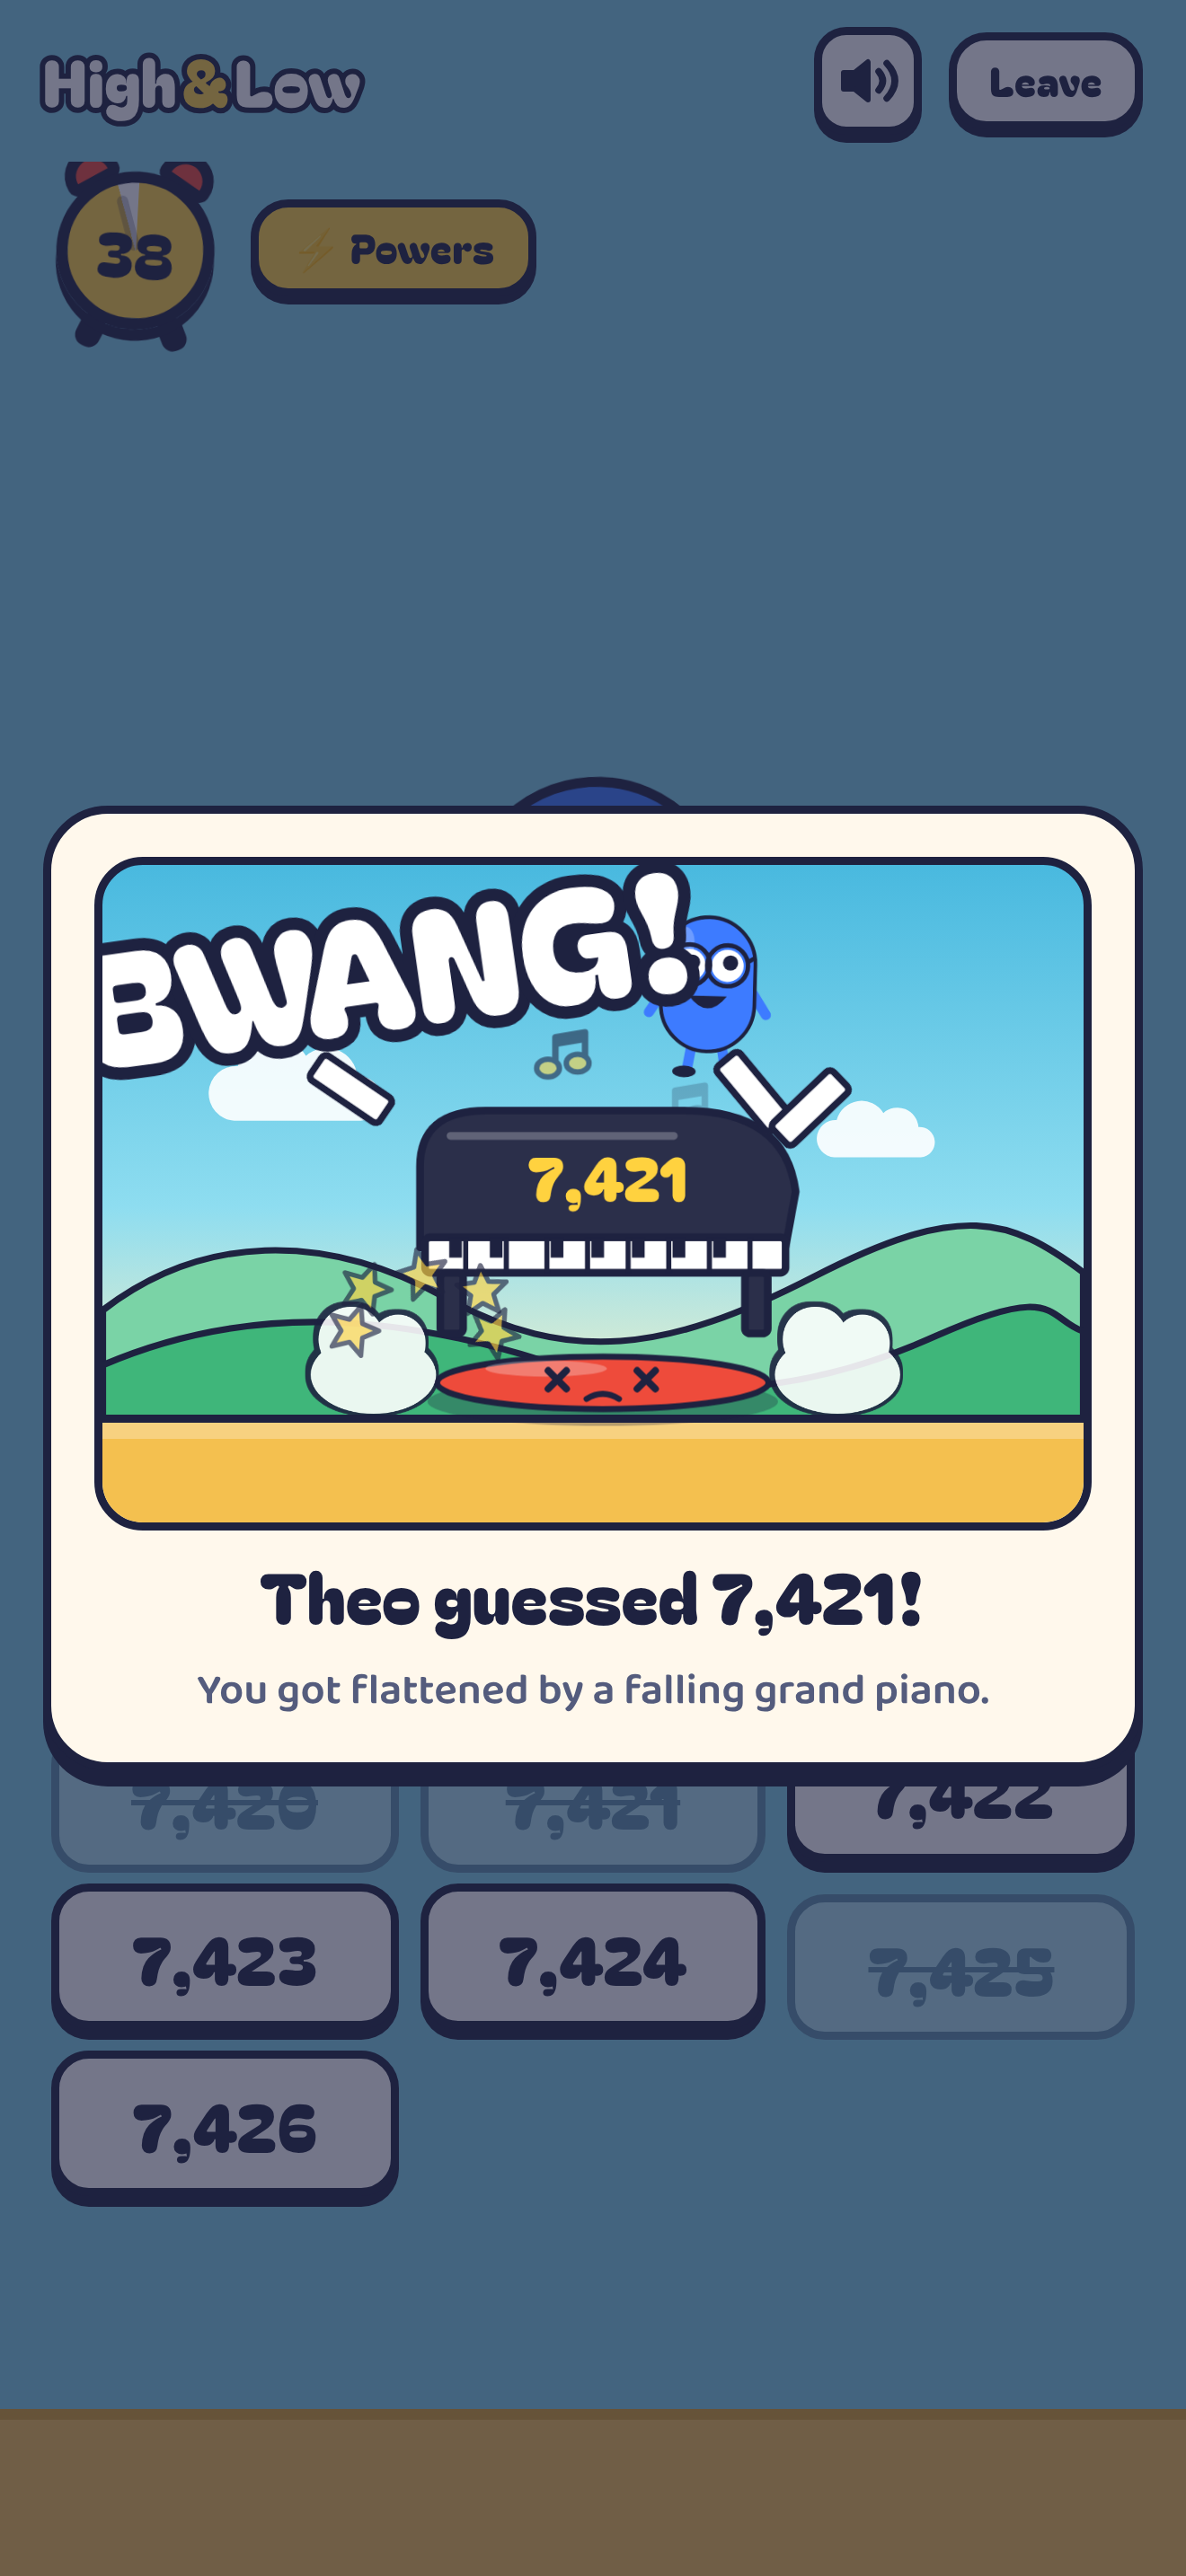 High&Low
Leave
38
⚡ Powers
BWANG!
7,421
Theo guessed 7,421!
You got flattened by a falling grand piano.
7,420 7,421 7,422
7,423 7,424 7,425
7,426